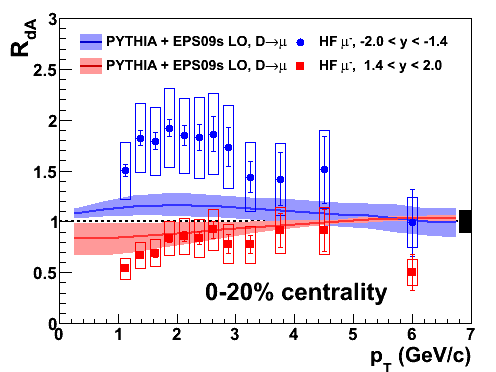 R_dA
3
2.5
2
1.5
1
0.5
0
PYTHIA + EPS09s LO, D→μ HF μ⁻, -2.0 < y < -1.4
PYTHIA + EPS09s LO, D→μ HF μ⁻, 1.4 < y < 2.0
0-20% centrality
0 1 2 3 4 5 6 7
p_T (GeV/c)